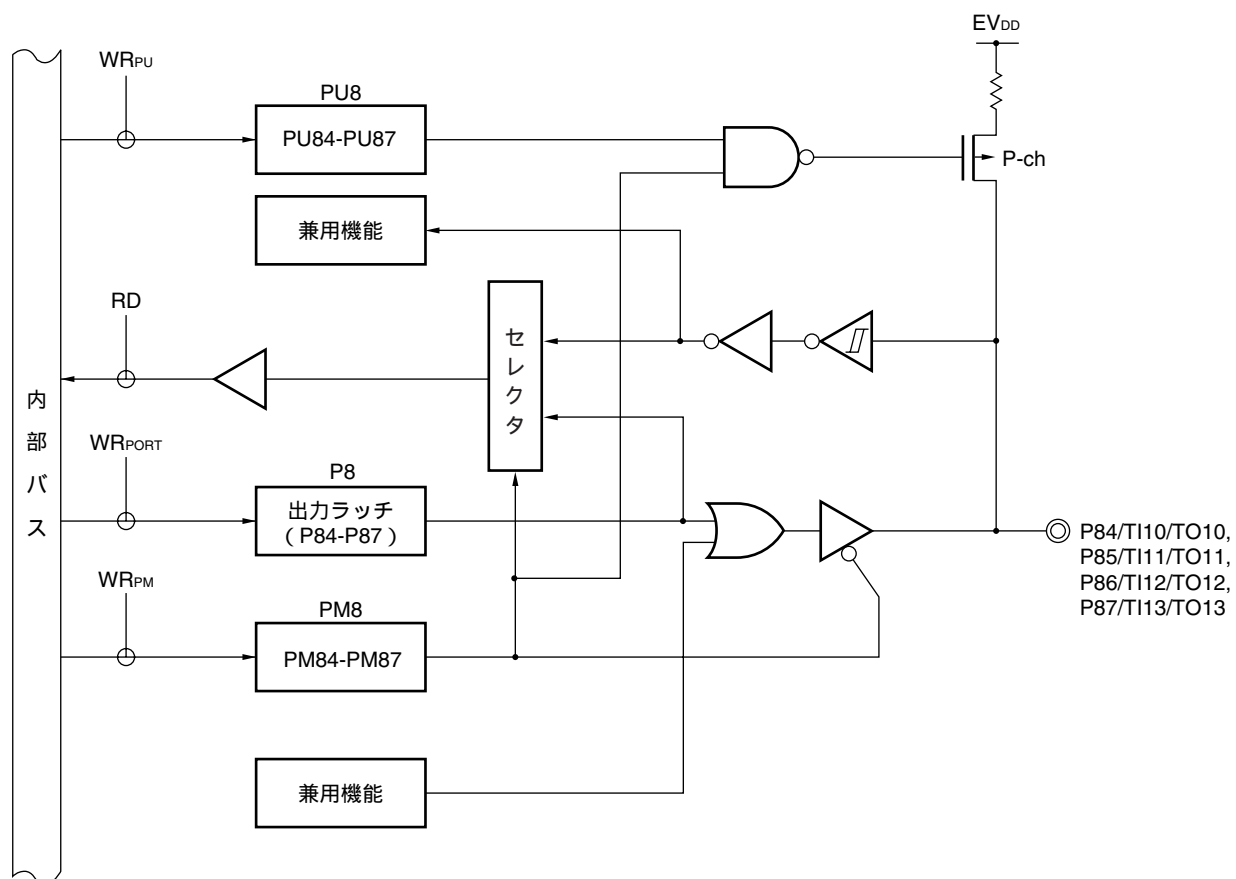 EVDD
WRPU
PU8
PU84-PU87
P-ch
兼用機能
RD
セレクタ
内部バス
WRPORT
P8
出力ラッチ
（P84-P87）
P84/TI10/TO10,
P85/TI11/TO11,
P86/TI12/TO12,
P87/TI13/TO13
WRPM
PM8
PM84-PM87
兼用機能